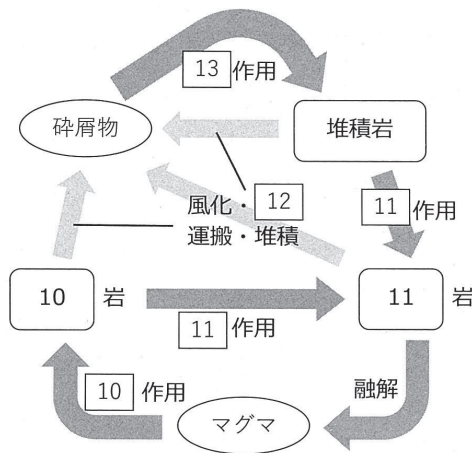 13 作用
砕屑物
堆積岩
風化・12
運搬・堆積
11 作用
10 岩
11 岩
11 作用
10 作用
融解
マグマ